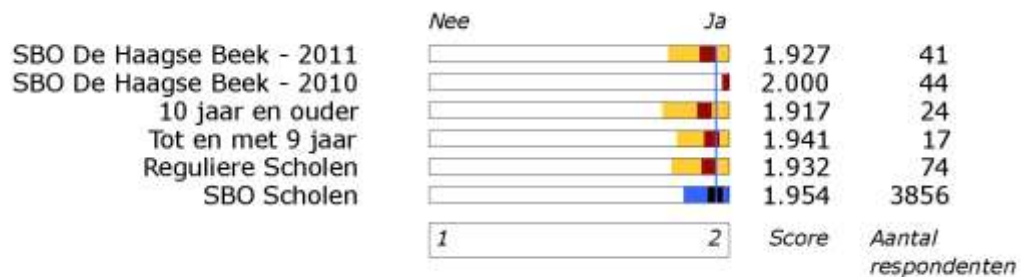 Nee Ja
SBO De Haagse Beek - 2011 1.927 41
SBO De Haagse Beek - 2010 2.000 44
10 jaar en ouder 1.917 24
Tot en met 9 jaar 1.941 17
Reguliere Scholen 1.932 74
SBO Scholen 1.954 3856
1 2 Score Aantal
respondenten